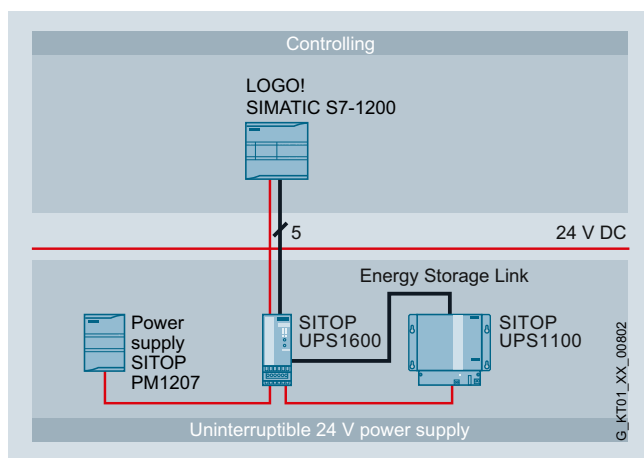 Controlling
LOGO!
SIMATIC S7-1200
5
24 V DC
Energy Storage Link
Power
supply
SITOP
PM1207
SITOP
UPS1600
SITOP
UPS1100
Uninterruptible 24 V power supply
G_KT01_XX_00802